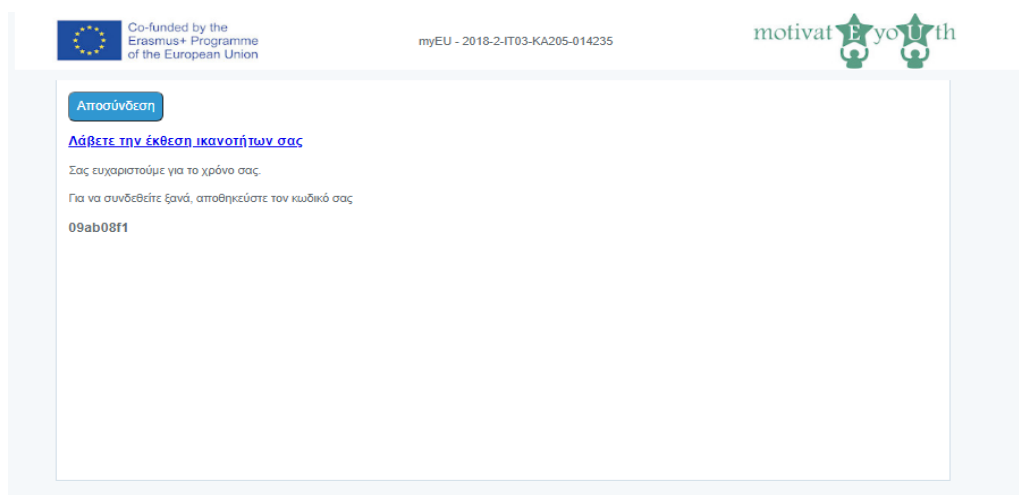 Co-funded by the
Erasmus+ Programme
of the European Union
myEU - 2018-2-IT03-KA205-014235
motivatEyoUth
Αποσύνδεση
Λάβετε την έκθεση ικανοτήτων σας
Σας ευχαριστούμε για το χρόνο σας.
Για να συνδεθείτε ξανά, αποθηκεύστε τον κωδικό σας
09ab08f1